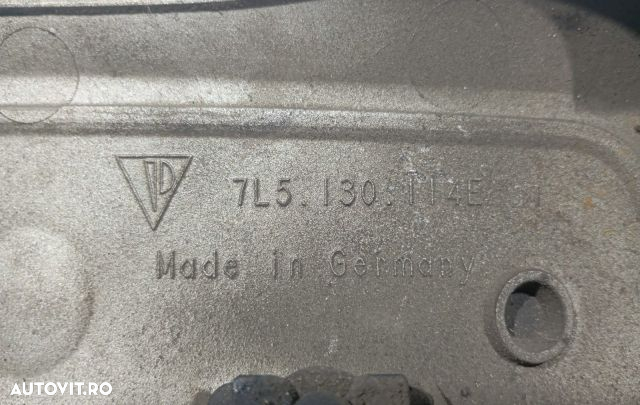 7L5.130.114E
Made in Germany
AUTOVIT.RO